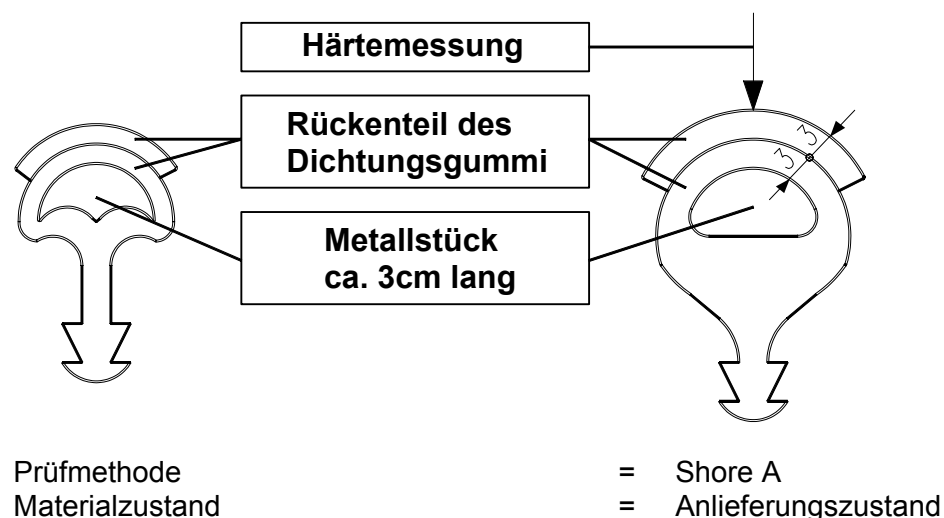 Härtemessung
Rückenteil des
Dichtungsgummi
3 3
Metallstück
ca. 3cm lang
Prüfmethode = Shore A
Materialzustand = Anlieferungszustand